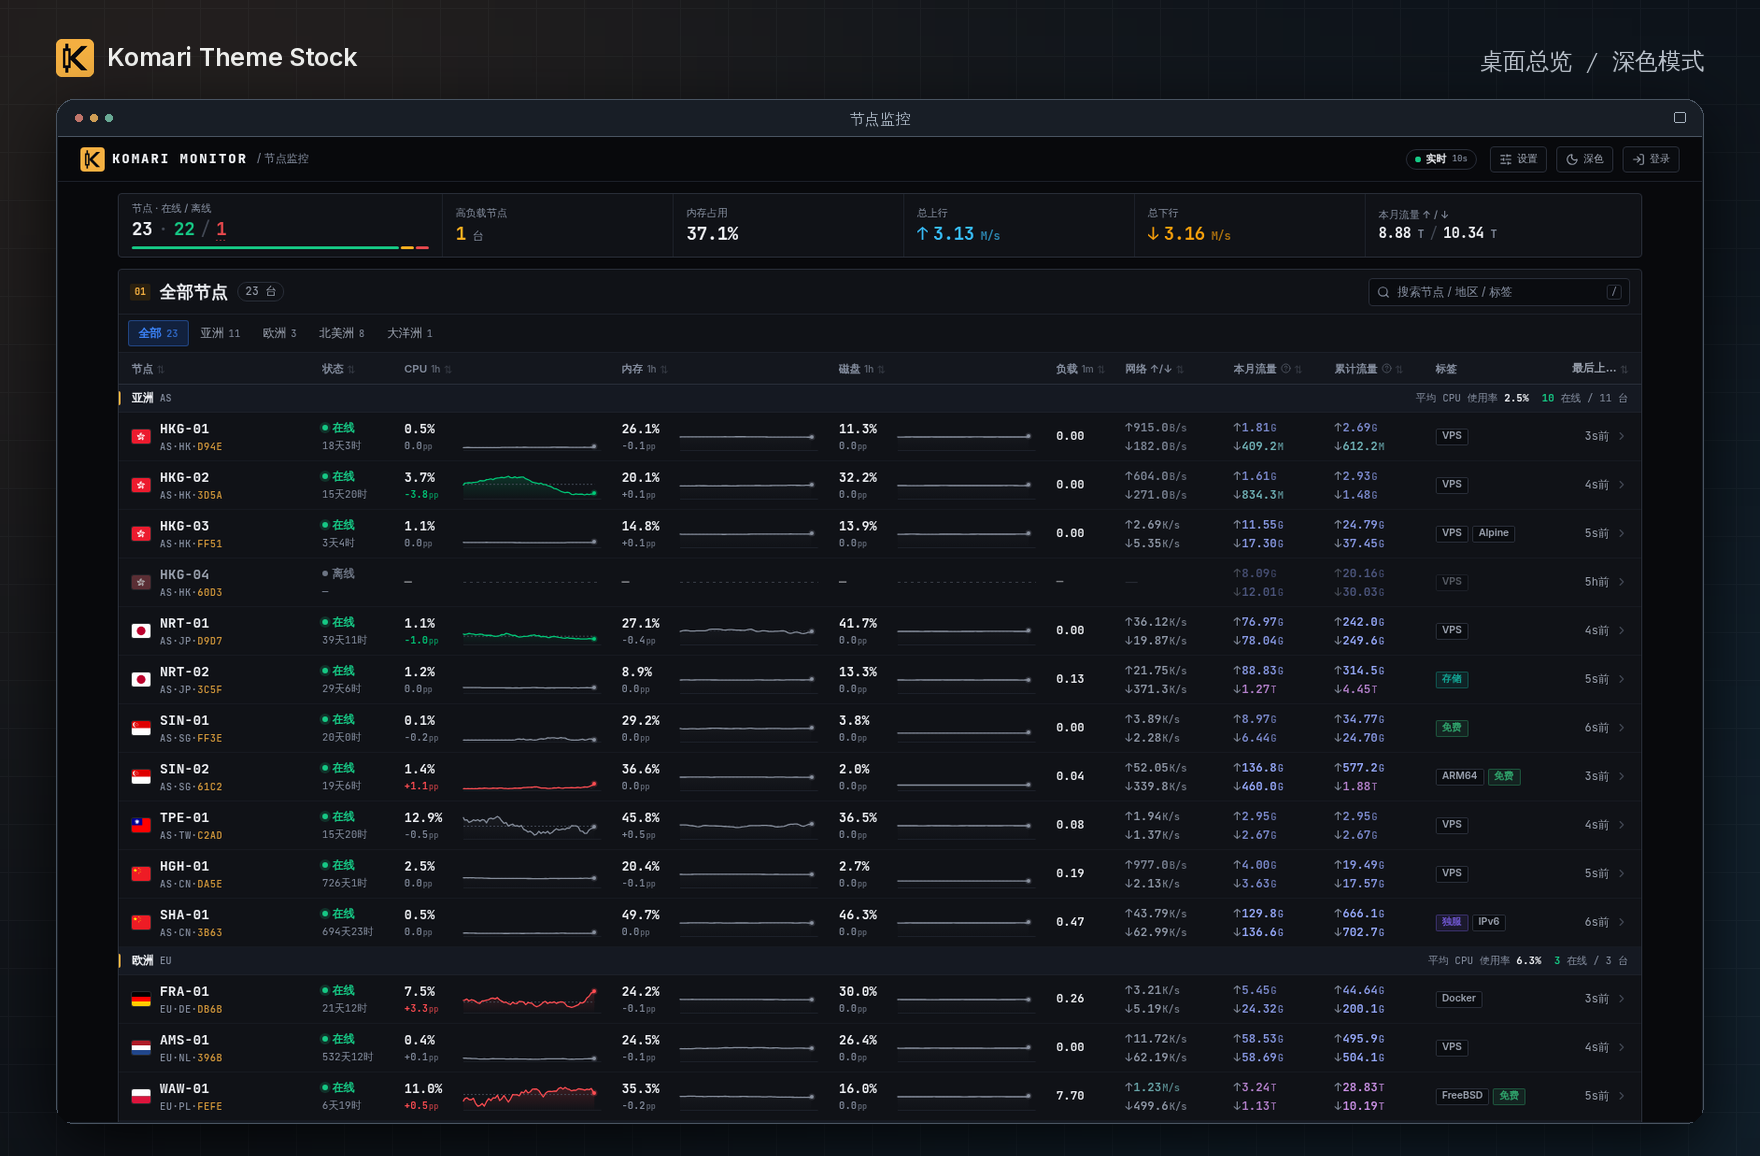 Komari Theme Stock
桌面总览 / 深色模式
节点监控
KOMARI MONITOR / 节点监控
实时 10s 设置 深色 登录
节点 · 在线 / 离线
23 · 22 / 1
高负载节点
1 台
内存占用
37.1%
总上行
↑ 3.13 M/s
总下行
↓ 3.16 M/s
本月流量 ↑ / ↓
8.88 T / 10.34 T
01 全部节点 23 台
搜索节点 / 地区 / 标签 /
全部 23 亚洲 11 欧洲 3 北美洲 8 大洋洲 1
节点 状态 CPU 1h 内存 1h 磁盘 1h 负载 1m 网络 ↑/↓ 本月流量 累计流量 标签 最后上...
亚洲 AS 平均 CPU 使用率 2.5% 10 在线 / 11 台
HKG-01 在线 0.5% 26.1% 11.3% 0.00 ↑915.0B/s ↑1.81G ↑2.69G VPS 3s前
AS·HK·D94E 18天3时 0.0pp -0.1pp 0.0pp ↓182.0B/s ↓409.2M ↓612.2M
HKG-02 在线 3.7% 20.1% 32.2% 0.00 ↑604.0B/s ↑1.61G ↑2.93G VPS 4s前
AS·HK·3D5A 15天20时 -3.8pp +0.1pp 0.0pp ↓271.0B/s ↓834.3M ↓1.48G
HKG-03 在线 1.1% 14.8% 13.9% 0.00 ↑2.69K/s ↑11.55G ↑24.79G VPS Alpine 5s前
AS·HK·FF51 3天4时 0.0pp +0.1pp 0.0pp ↓5.35K/s ↓17.30G ↓37.45G
HKG-04 离线 — — — — — ↑8.09G ↑20.16G VPS 5h前
AS·HK·60D3 — ↓12.01G ↓30.03G
NRT-01 在线 1.1% 27.1% 41.7% 0.00 ↑36.12K/s ↑76.97G ↑242.0G VPS 4s前
AS·JP·D9D7 39天11时 -1.0pp -0.4pp 0.0pp ↓19.87K/s ↓78.04G ↓249.6G
NRT-02 在线 1.2% 8.9% 13.3% 0.13 ↑21.75K/s ↑88.83G ↑314.5G 存储 5s前
AS·JP·3C5F 29天6时 0.0pp 0.0pp 0.0pp ↓371.3K/s ↓1.27T ↓4.45T
SIN-01 在线 0.1% 29.2% 3.8% 0.00 ↑3.89K/s ↑8.97G ↑34.77G 免费 6s前
AS·SG·FF3E 20天0时 -0.2pp 0.0pp 0.0pp ↓2.28K/s ↓6.44G ↓24.70G
SIN-02 在线 1.4% 36.6% 2.0% 0.04 ↑52.05K/s ↑136.8G ↑577.2G ARM64 免费 3s前
AS·SG·61C2 19天6时 +1.1pp 0.0pp 0.0pp ↓339.8K/s ↓460.0G ↓1.88T
TPE-01 在线 12.9% 45.8% 36.5% 0.08 ↑1.94K/s ↑2.95G ↑2.95G VPS 4s前
AS·TW·C2AD 15天20时 -0.5pp +0.5pp 0.0pp ↓1.37K/s ↓2.67G ↓2.67G
HGH-01 在线 2.5% 20.4% 2.7% 0.19 ↑977.0B/s ↑4.00G ↑19.49G VPS 5s前
AS·CN·DA5E 726天1时 0.0pp -0.1pp 0.0pp ↓2.13K/s ↓3.63G ↓17.57G
SHA-01 在线 0.5% 49.7% 46.3% 0.47 ↑43.79K/s ↑129.8G ↑666.1G 独服 IPv6 6s前
AS·CN·3B63 694天23时 0.0pp 0.0pp 0.0pp ↓62.99K/s ↓136.6G ↓702.7G
欧洲 EU 平均 CPU 使用率 6.3% 3 在线 / 3 台
FRA-01 在线 7.5% 24.2% 30.0% 0.26 ↑3.21K/s ↑5.45G ↑44.64G Docker 3s前
EU·DE·DB6B 21天12时 +3.3pp -0.1pp 0.0pp ↓5.19K/s ↓24.32G ↓200.1G
AMS-01 在线 0.4% 24.5% 26.4% 0.00 ↑11.72K/s ↑58.53G ↑495.9G VPS 4s前
EU·NL·396B 532天12时 +0.1pp -0.1pp 0.0pp ↓62.19K/s ↓58.69G ↓504.1G
WAW-01 在线 11.0% 35.3% 16.0% 7.70 ↑1.23M/s ↑3.24T ↑28.83T FreeBSD 免费 5s前
EU·PL·FEFE 6天19时 +0.5pp -0.2pp 0.0pp ↓499.6K/s ↓1.13T ↓10.19T